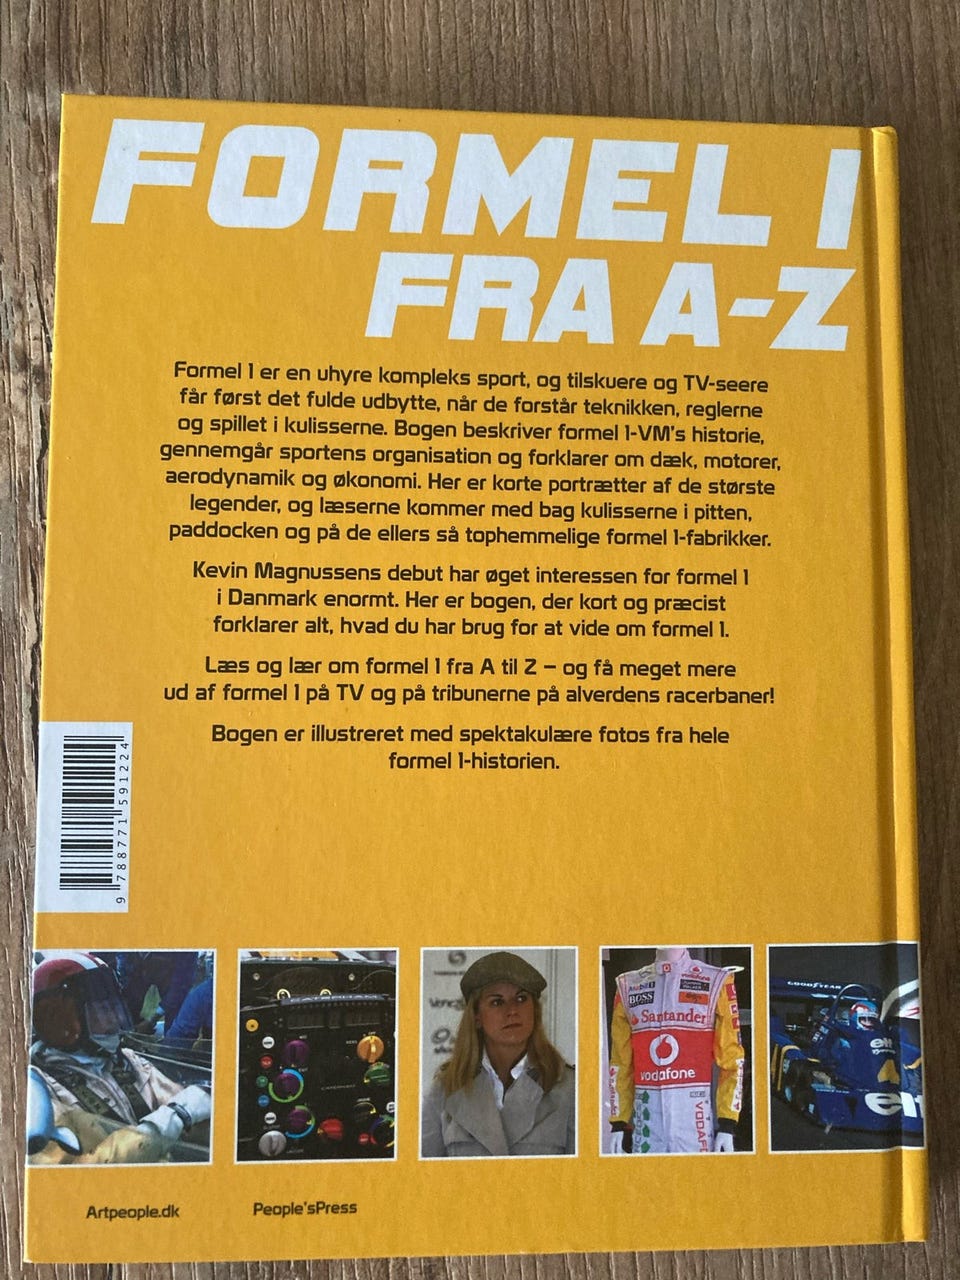 FORMEL 1
FRA A-Z
Formel 1 er en uhyre kompleks sport, og tilskuere og TV-seere
får først det fulde udbytte, når de forstår teknikken, reglerne
og spillet i kulisserne. Bogen beskriver formel 1-VM's historie,
gennemgår sportens organisation og forklarer om dæk, motorer,
aerodynamik og økonomi. Her er korte portrætter af de største
legender, og læserne kommer med bag kulisserne i pitten,
paddocken og på de ellers så tophemmelige formel 1-fabrikker.
Kevin Magnussens debut har øget interessen for formel 1
i Danmark enormt. Her er bogen, der kort og præcist
forklarer alt, hvad du har brug for at vide om formel 1.
Læs og lær om formel 1 fra A til Z – og få meget mere
ud af formel 1 på TV og på tribunerne på alverdens racerbaner!
Bogen er illustreret med spektakulære fotos fra hele
formel 1-historien.
9 788771 591224
CATERHAM
BOSS
Santander
vodafone
GOODYEAR
elf
elf
Artpeople.dk
People'sPress